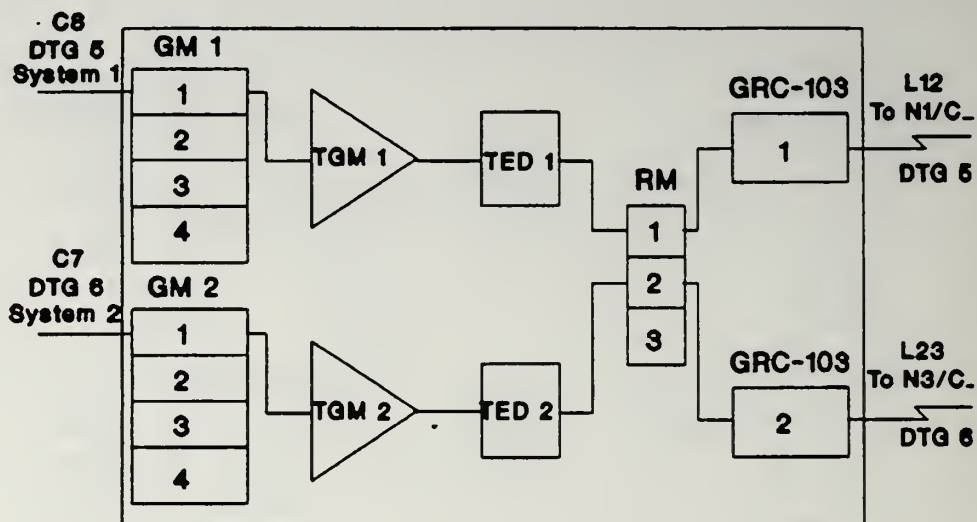 C8
DTG 5
System 1
GM 1
1
2
3
4
TGM 1
TED 1
RM
1
2
3
GRC-103
1
L12
To N1/C_
DTG 5
C7
DTG 6
System 2
GM 2
1
2
3
4
TGM 2
TED 2
GRC-103
2
L23
To N3/C_
DTG 6